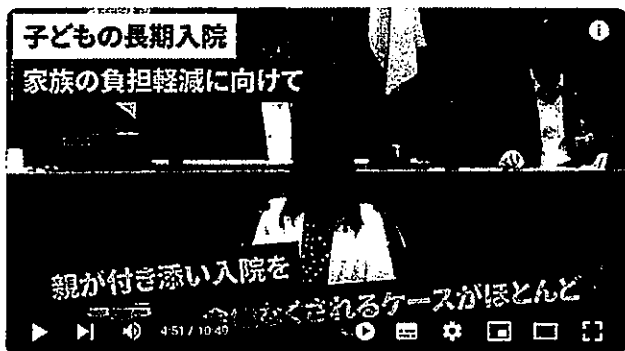 子どもの長期入院
家族の負担軽減に向けて
親が付き添い入院を
余儀なくされるケースがほとんど
4:51 / 10:49